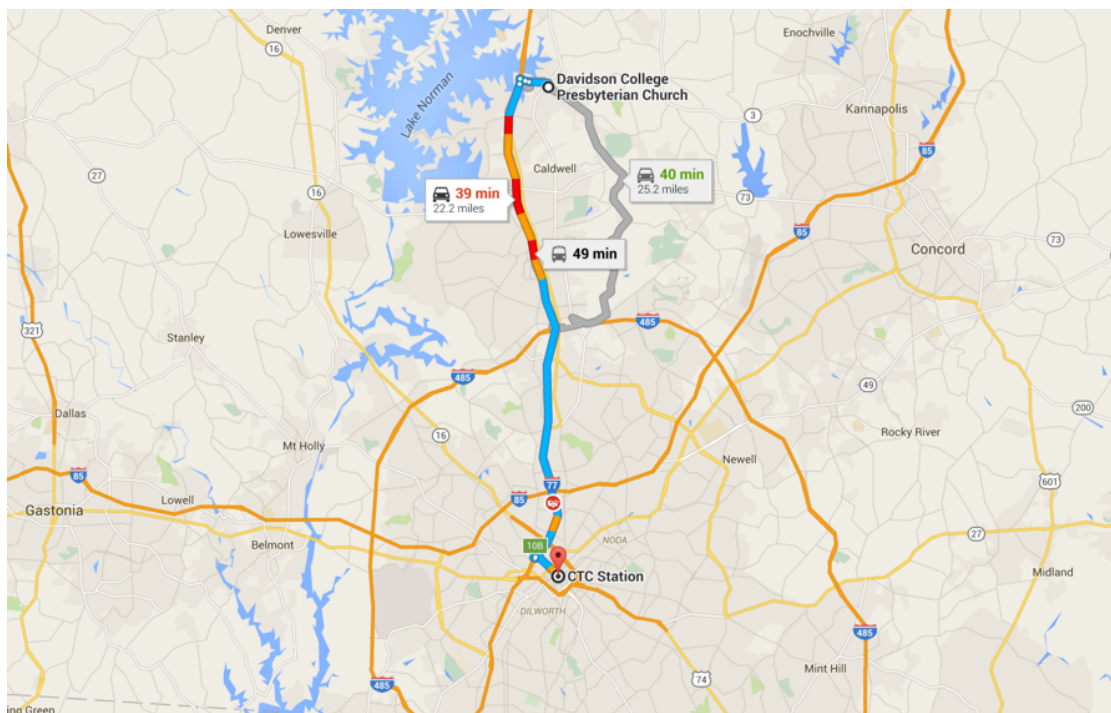 Denver
16
Enochville
Lake Norman
Davidson College
Presbyterian Church
3
Kannapolis
85
27
Caldwell
40 min
25.2 miles
16
39 min
22.2 miles
73
73
85
Lowesville
49 min
Concord
73
321
Stanley
485
485
49
Dallas
16
200
Mt Holly
Rocky River
85
Newell
77
601
Lowell
85
Gastonia
27
Belmont
10B
NODA
CTC Station
Midland
DILWORTH
485
Mint Hill
74
485
ing Green